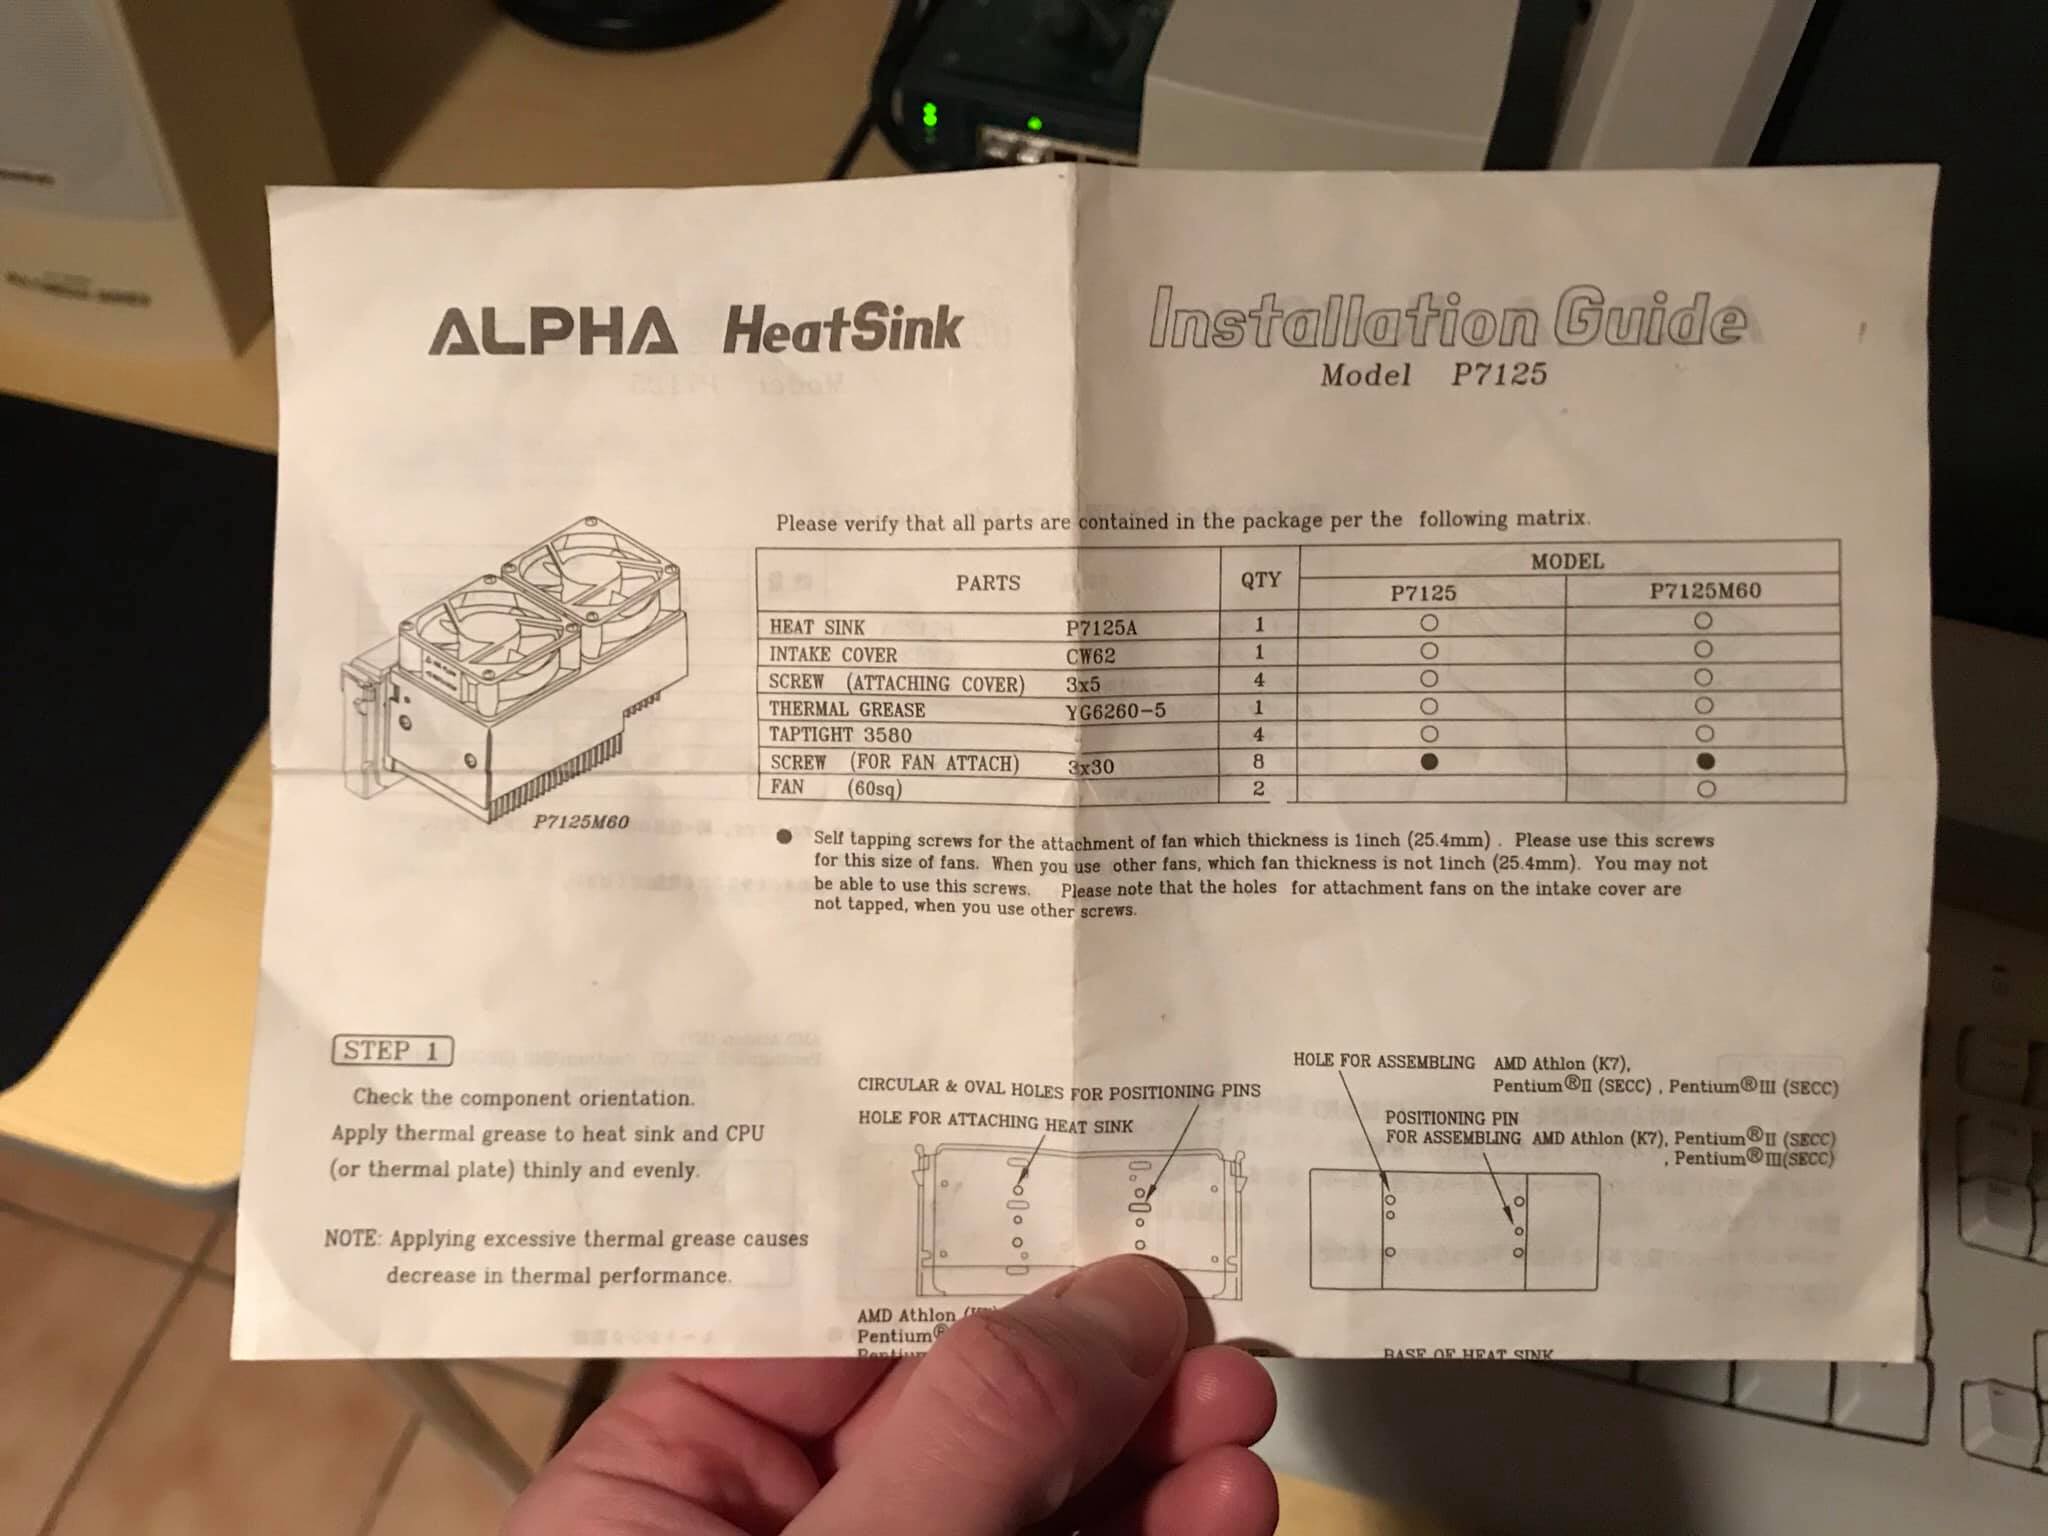 ALPHA HeatSink
Installation Guide
Model P7125
Please verify that all parts are contained in the package per the following matrix.
PARTS QTY MODEL
P7125 P7125M60
HEAT SINK P7125A 1 ○ ○
INTAKE COVER CW62 1 ○ ○
SCREW (ATTACHING COVER) 3x5 4 ○ ○
THERMAL GREASE YG6260-5 1 ○ ○
TAPTIGHT 3580 4 ○ ○
SCREW (FOR FAN ATTACH) 3x30 8 ● ●
FAN (60sq) 2 ○
P7125M60
● Self tapping screws for the attachment of fan which thickness is 1inch (25.4mm) . Please use this screws
for this size of fans. When you use other fans, which fan thickness is not 1inch (25.4mm). You may not
be able to use this screws. Please note that the holes for attachment fans on the intake cover are
not tapped, when you use other screws.
STEP 1
Check the component orientation.
Apply thermal grease to heat sink and CPU
(or thermal plate) thinly and evenly.
NOTE: Applying excessive thermal grease causes
decrease in thermal performance.
CIRCULAR & OVAL HOLES FOR POSITIONING PINS
HOLE FOR ATTACHING HEAT SINK
AMD Athlon
Pentium®
Pentium
HOLE FOR ASSEMBLING AMD Athlon (K7),
Pentium®II (SECC) , Pentium®III (SECC)
POSITIONING PIN
FOR ASSEMBLING AMD Athlon (K7), Pentium®II (SECC)
, Pentium®III(SECC)
BASE OF HEAT SINK